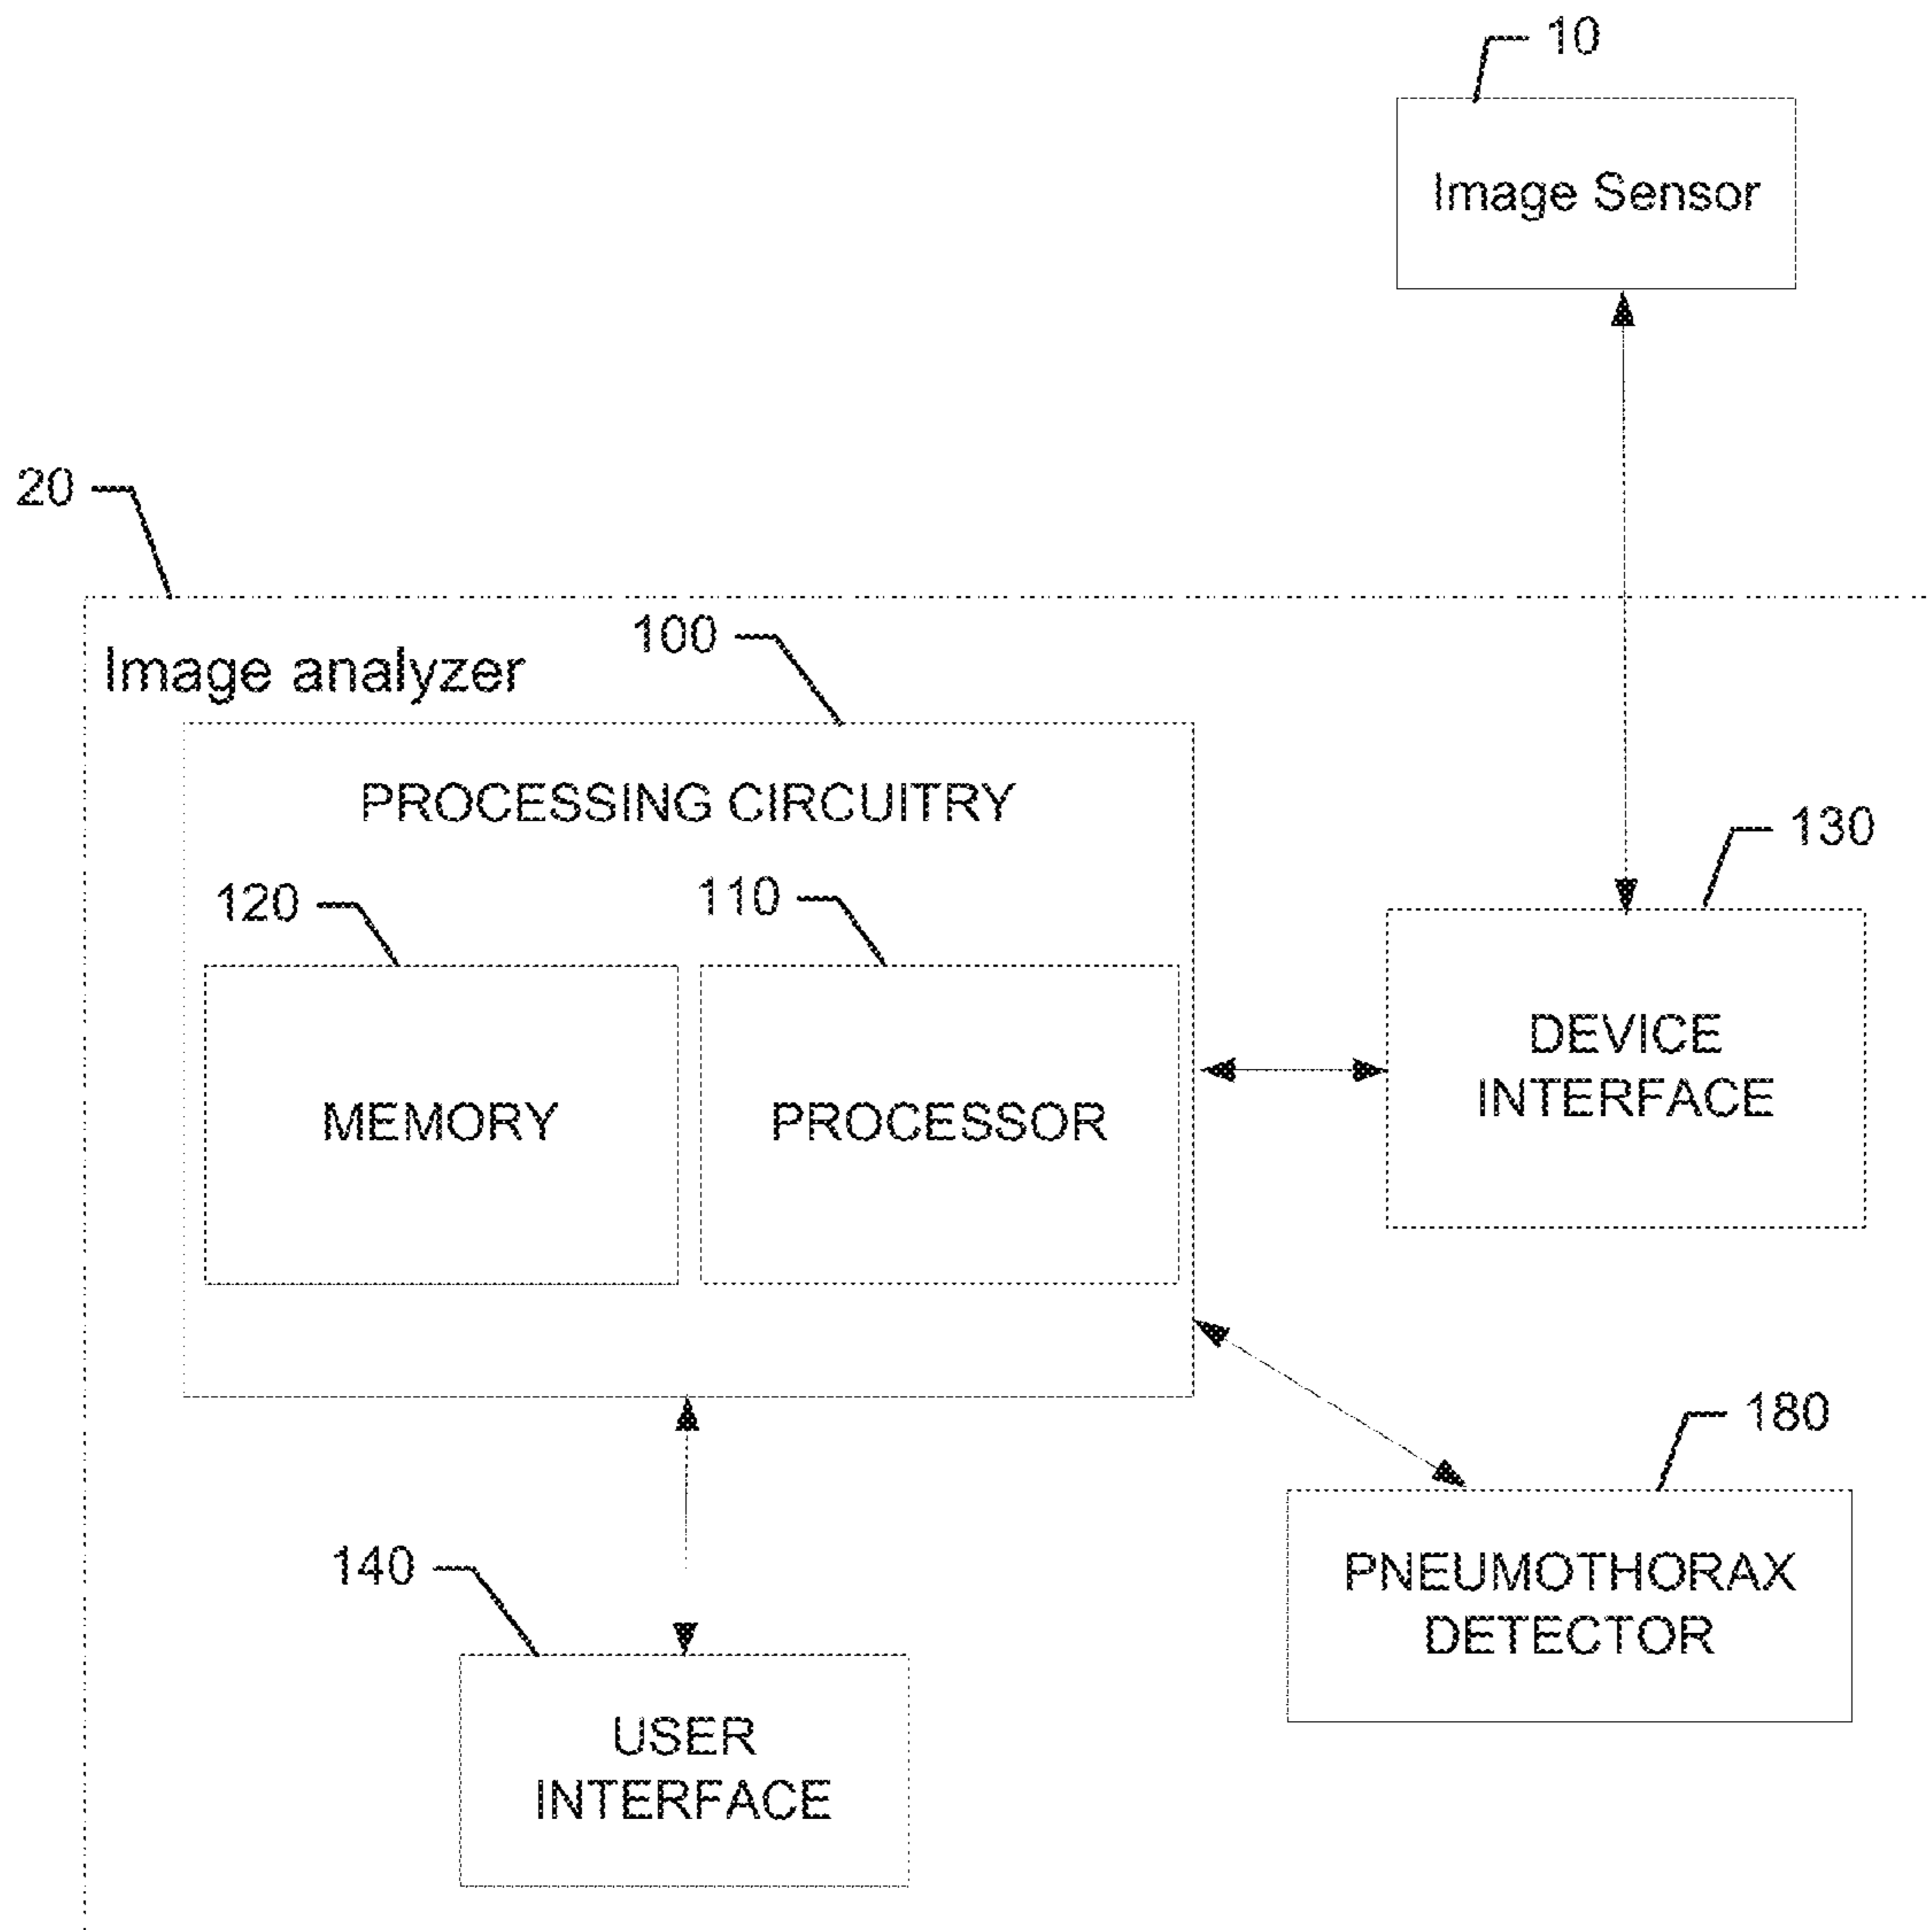 10
Image Sensor
20
100
Image analyzer
PROCESSING CIRCUITRY
130
120
110
DEVICE
INTERFACE
MEMORY
PROCESSOR
180
140
PNEUMOTHORAX
DETECTOR
USER
INTERFACE